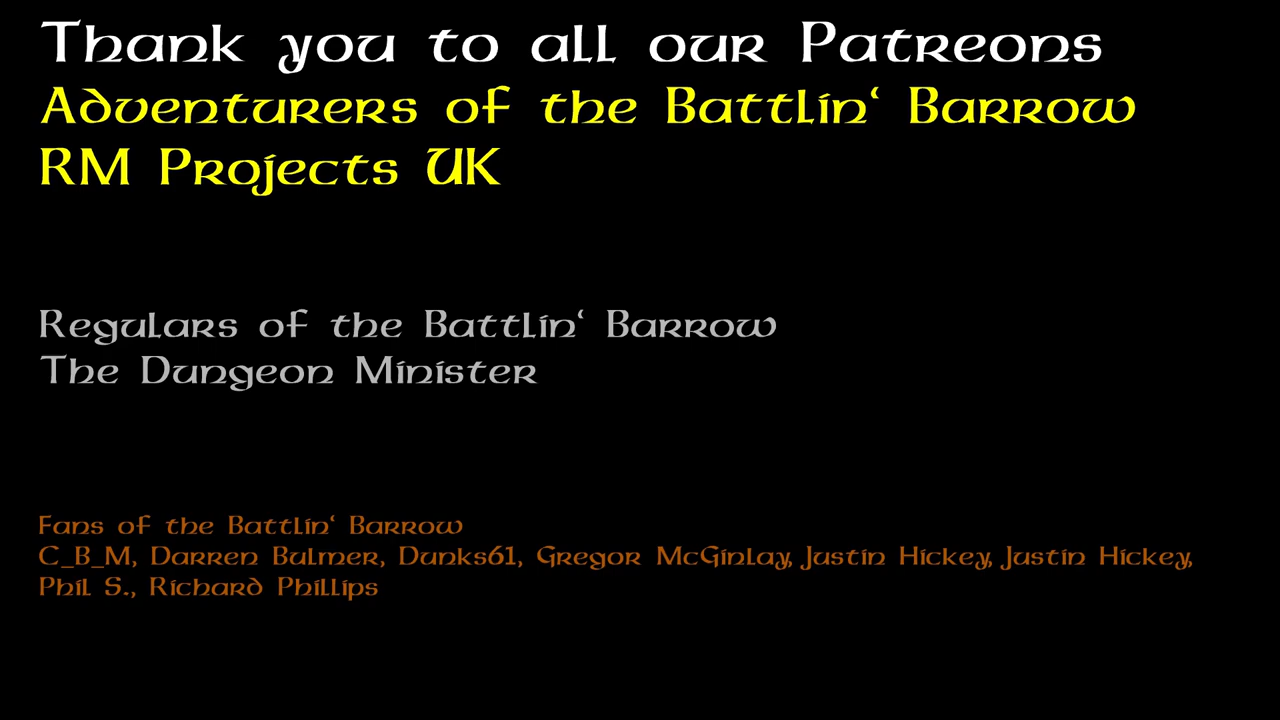 Thank you to all our Patreons
Adventurers of the Battlin‘ Barrow
RM Projects UK
Regulars of the Battlin‘ Barrow
The Dungeon Minister
Fans of the Battlin‘ Barrow
C_B_M, Darren Bulmer, Dunks61, Gregor McGinlay, Justin Hickey, Justin Hickey,
Phil S., Richard Phillips